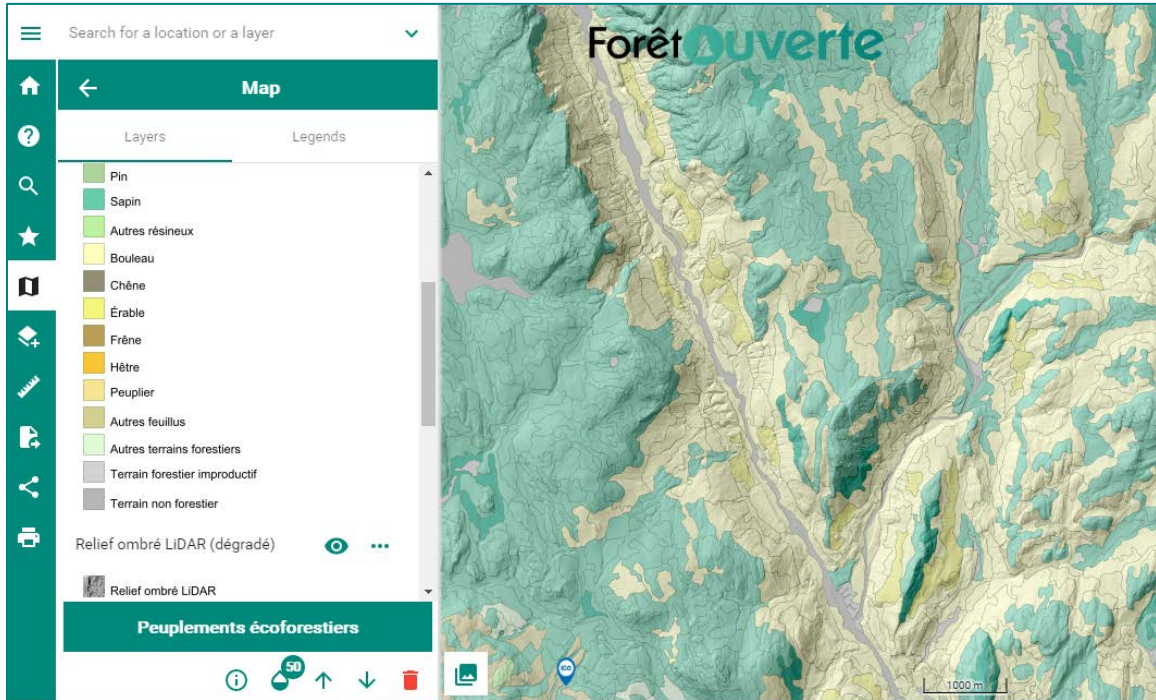 Search for a location or a layer
ForêtOuverte
Map
Layers
Legends
Pin
Sapin
Autres résineux
Bouleau
Chêne
Érable
Frêne
Hêtre
Peuplier
Autres feuillus
Autres terrains forestiers
Terrain forestier improductif
Terrain non forestier
Relief ombré LiDAR (dégradé)
Relief ombré LiDAR
Peuplements écoforestiers
50
IGO
1000 m